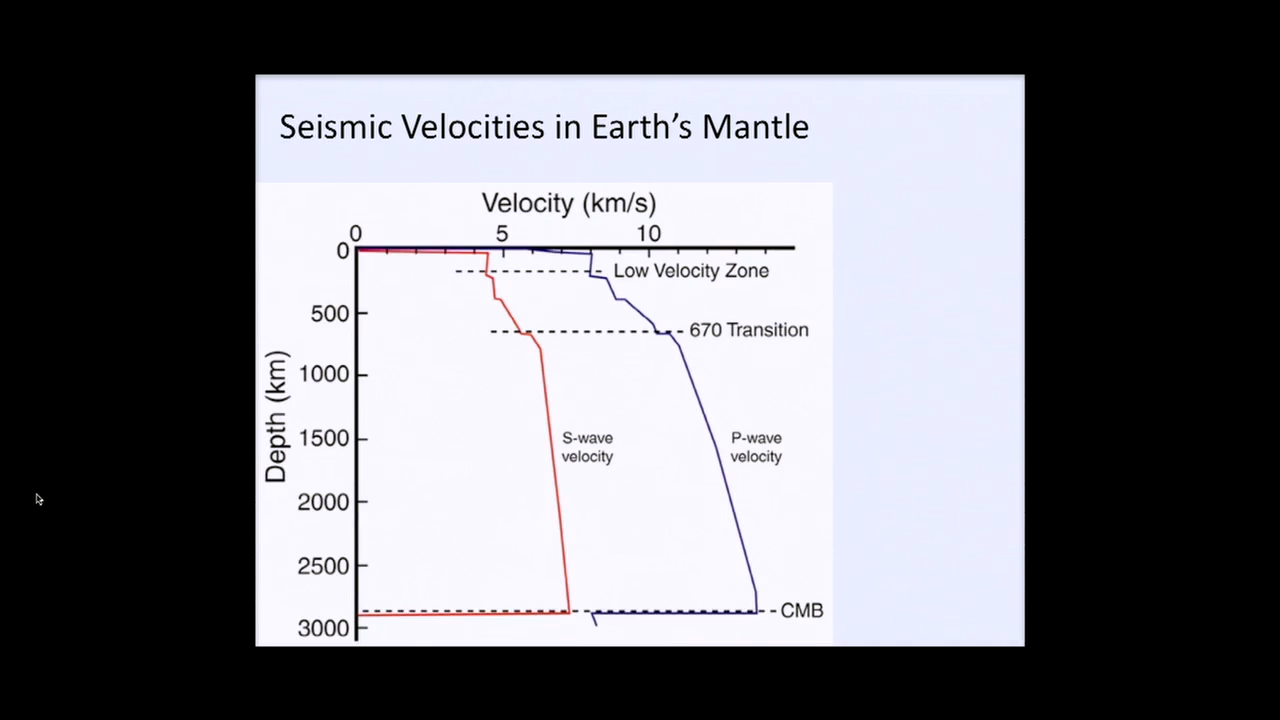 Seismic Velocities in Earth's Mantle
Velocity (km/s)
0 5 10
0
Low Velocity Zone
500
670 Transition
1000
Depth (km)
1500
S-wave
velocity
P-wave
velocity
2000
2500
CMB
3000